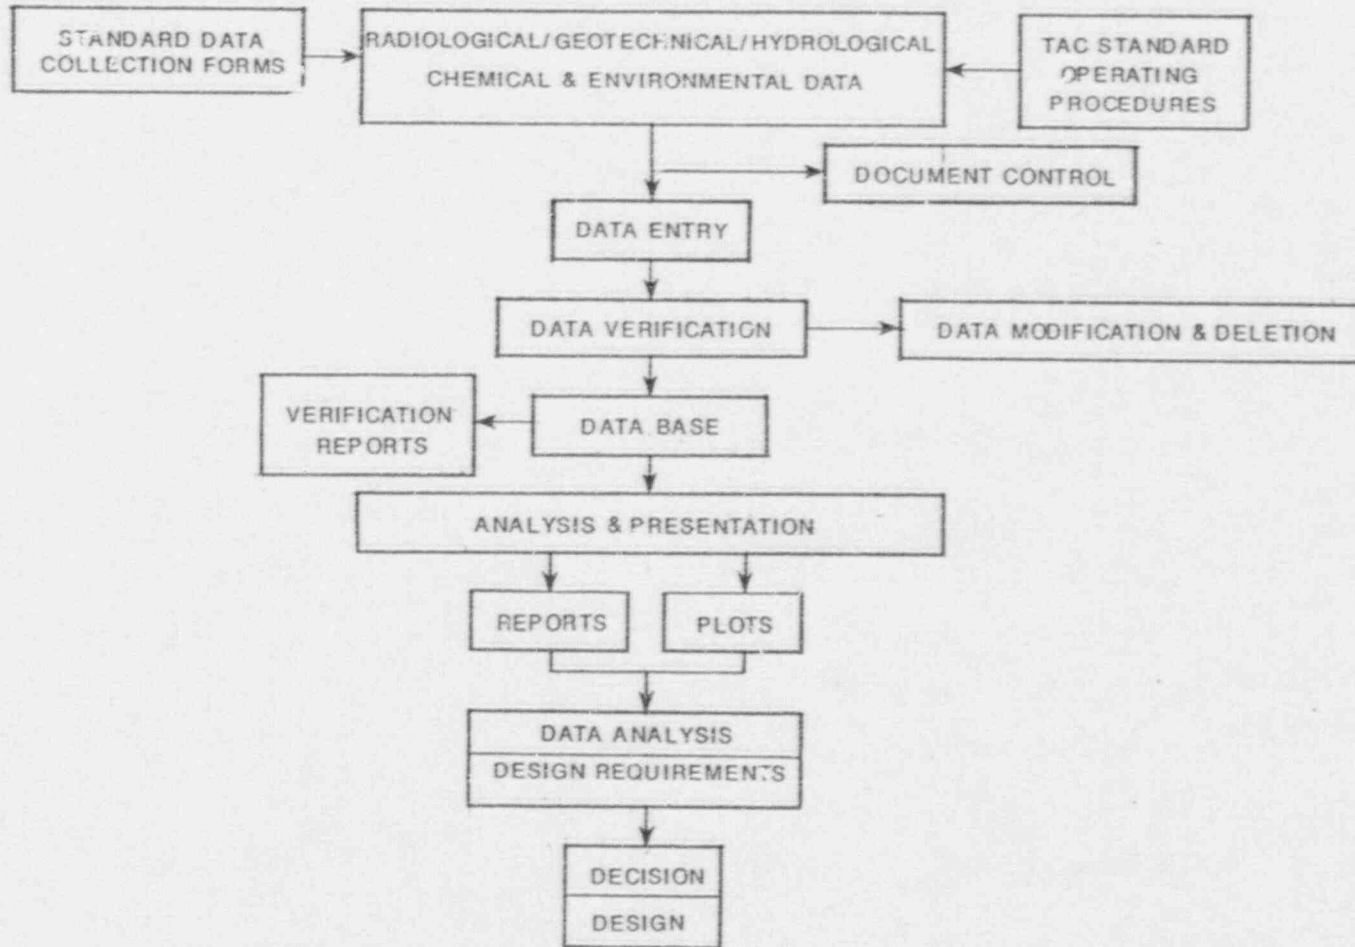 STANDARD DATA
COLLECTION FORMS
RADIOLOGICAL/GEOTECHNICAL/HYDROLOGICAL
CHEMICAL & ENVIRONMENTAL DATA
TAC STANDARD
OPERATING
PROCEDURES
DOCUMENT CONTROL
DATA ENTRY
DATA VERIFICATION
DATA MODIFICATION & DELETION
VERIFICATION
REPORTS
DATA BASE
ANALYSIS & PRESENTATION
REPORTS
PLOTS
DATA ANALYSIS
DESIGN REQUIREMENTS
DECISION
DESIGN